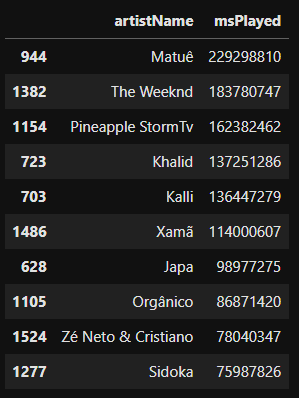 artistName msPlayed
944 Matuê 229298810
1382 The Weeknd 183780747
1154 Pineapple StormTv 162382462
723 Khalid 137251286
703 Kalli 136447279
1486 Xamã 114000607
628 Japa 98977275
1105 Orgânico 86871420
1524 Zé Neto & Cristiano 78040347
1277 Sidoka 75987826